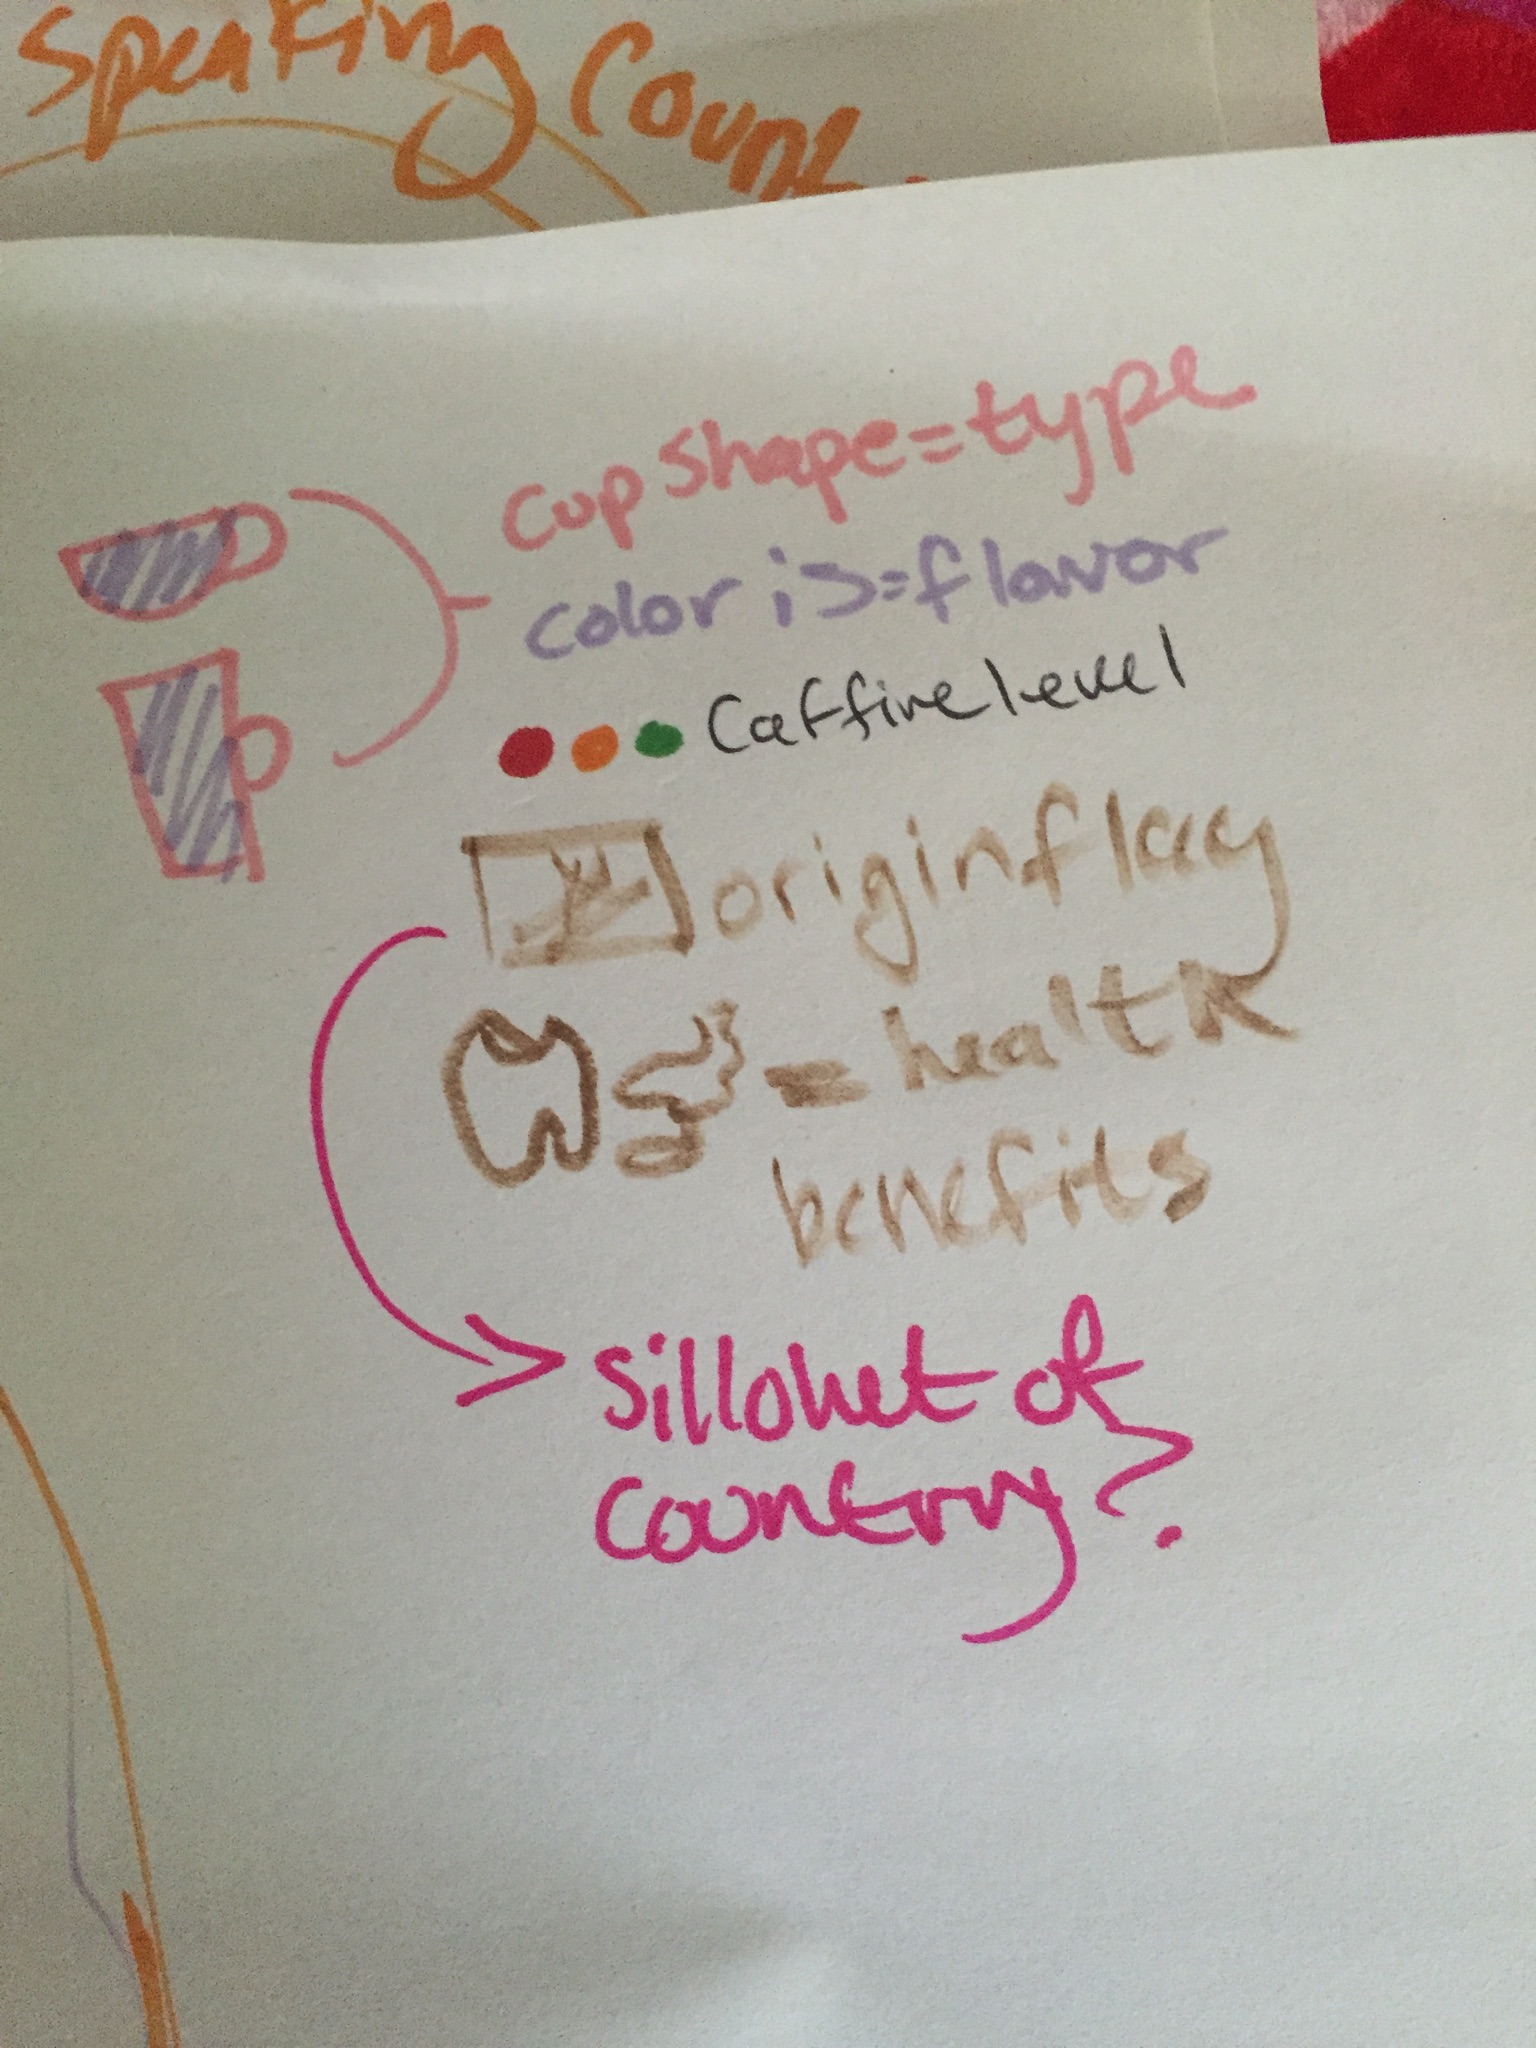 Speaking Count
cup shape=type
color is=flavor
Caffine level
origin flag
=health
benefits
Sillohet of
Country?